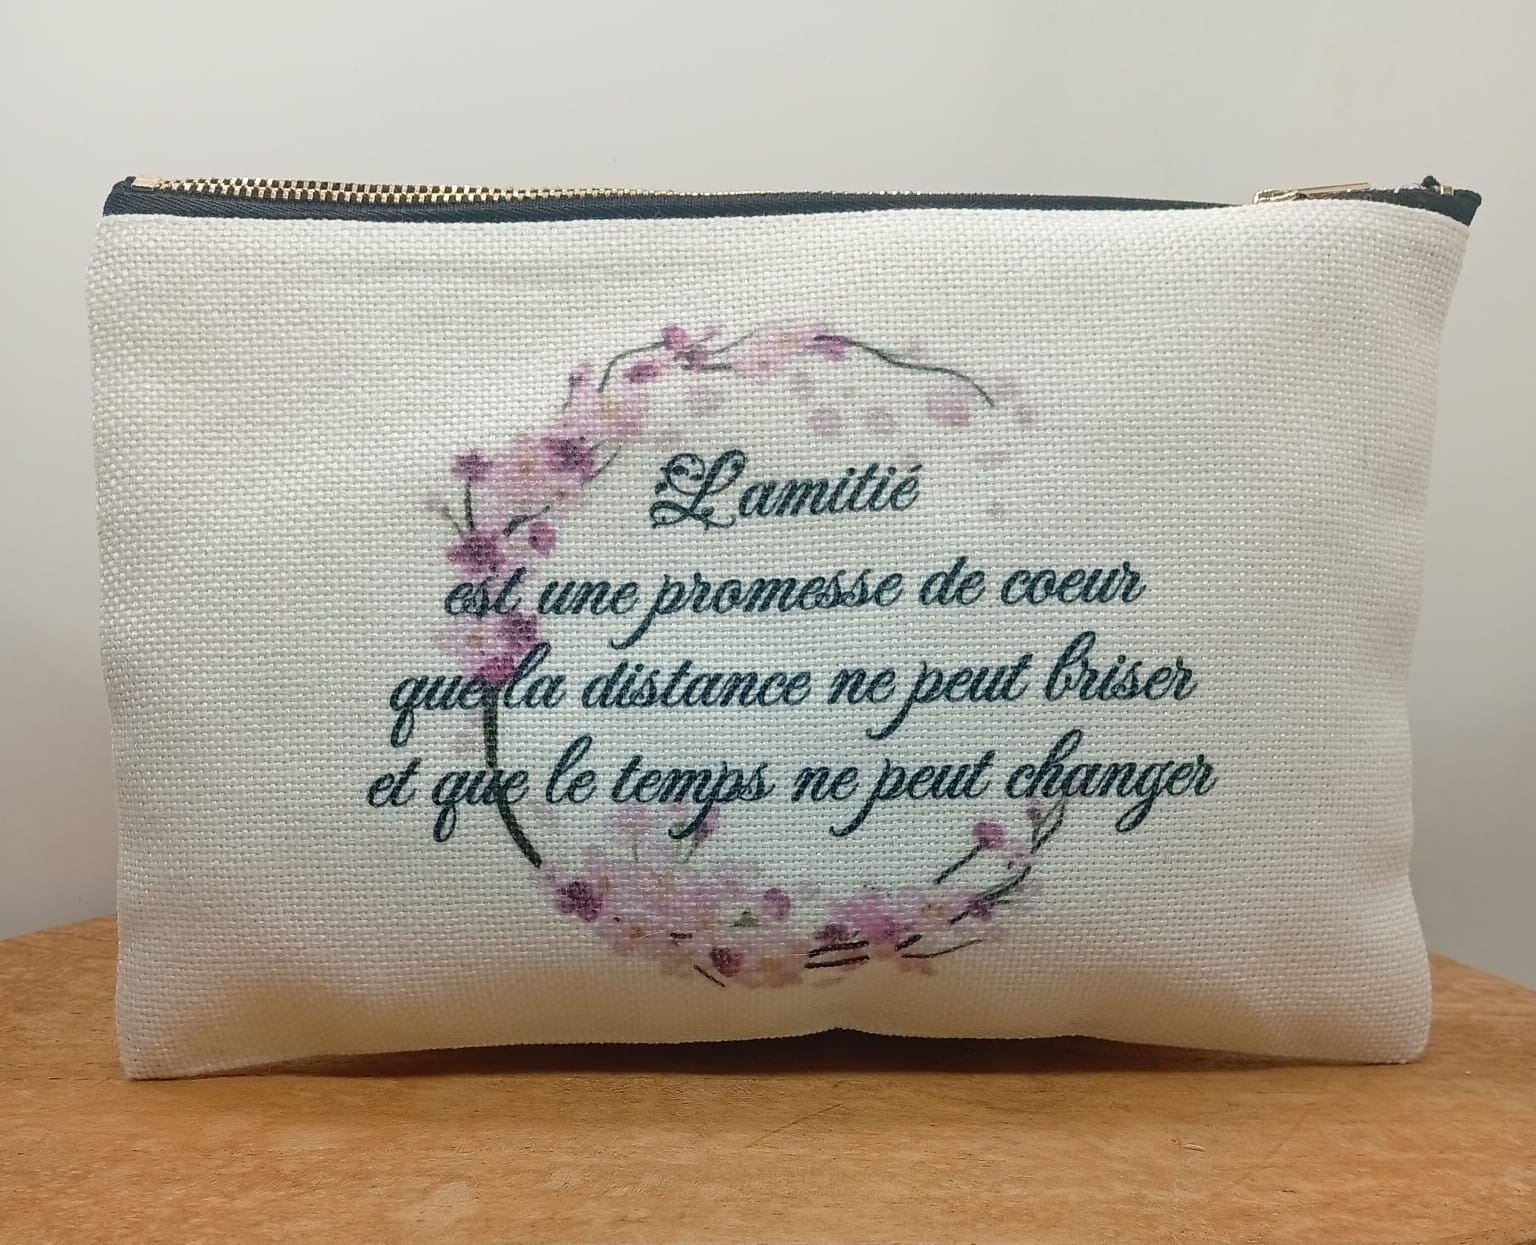 L amitié
est une promesse de coeur
que la distance ne peut briser
et que le temps ne peut changer